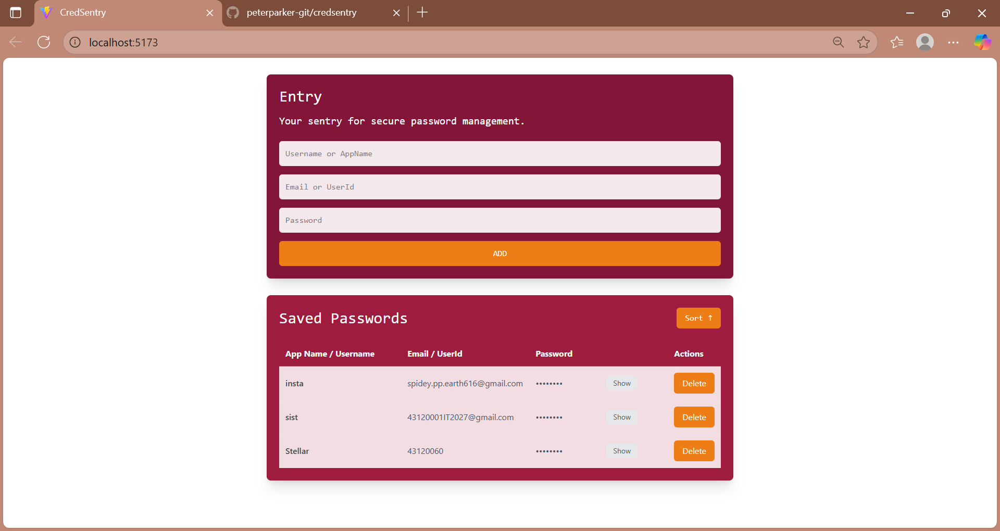 CredSentry
peterparker-git/credsentry
localhost:5173
Entry
Your sentry for secure password management.
Username or AppName
Email or UserId
Password
ADD
Saved Passwords
Sort ↑
App Name / Username Email / UserId Password Actions
insta spidey.pp.earth616@gmail.com •••••••• Show Delete
sist 43120001IT2027@gmail.com •••••••• Show Delete
Stellar 43120060 •••••••• Show Delete